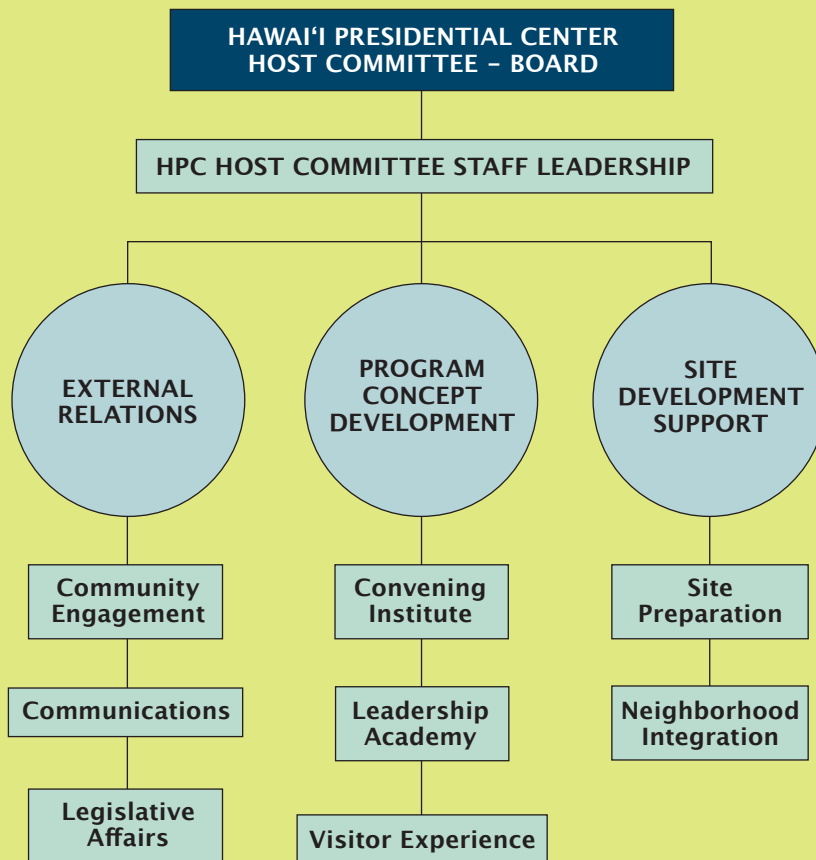 HAWAI‘I PRESIDENTIAL CENTER
HOST COMMITTEE – BOARD
HPC HOST COMMITTEE STAFF LEADERSHIP
EXTERNAL
RELATIONS
PROGRAM
CONCEPT
DEVELOPMENT
SITE
DEVELOPMENT
SUPPORT
Community
Engagement
Convening
Institute
Site
Preparation
Communications
Leadership
Academy
Neighborhood
Integration
Legislative
Affairs
Visitor Experience